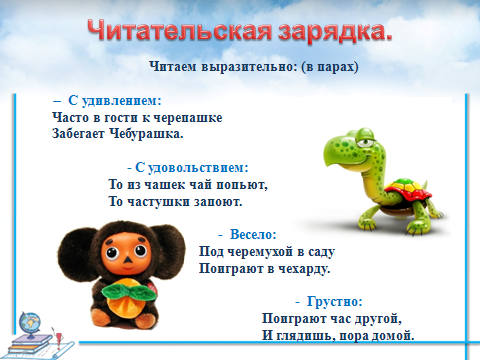 Читательская зарядка.
Читаем выразительно: (в парах)
– С удивлением:
Часто в гости к черепашке
Забегает Чебурашка.
- С удовольствием:
То из чашек чай попьют,
То частушки запоют.
- Весело:
Под черемухой в саду
Поиграют в чехарду.
- Грустно:
Поиграют час другой,
И глядишь, пора домой.